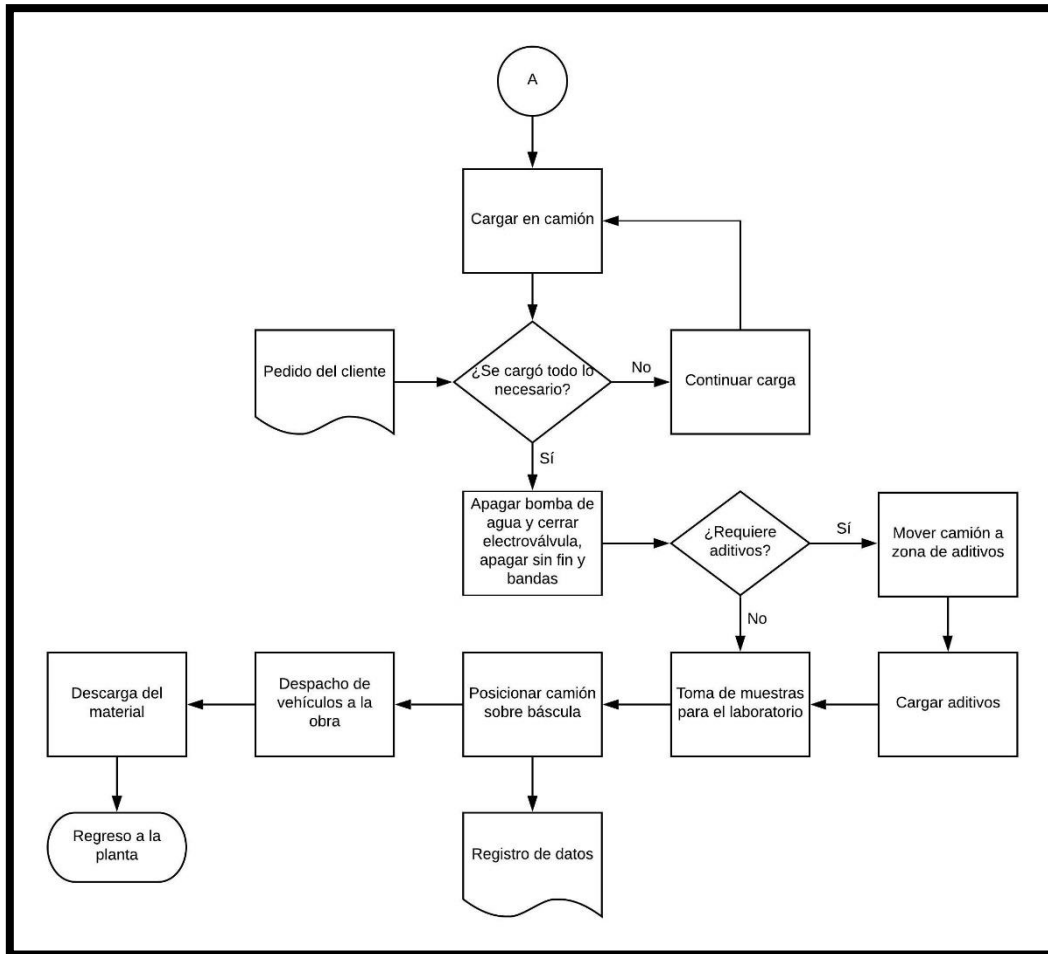 A
Cargar en camión
Pedido del cliente
¿Se cargó todo lo
necesario?
No
Continuar carga
Sí
Apagar bomba de
agua y cerrar
electroválvula,
apagar sin fin y
bandas
¿Requiere
aditivos?
Sí
Mover camión a
zona de aditivos
No
Descarga del
material
Despacho de
vehículos a la
obra
Posicionar camión
sobre báscula
Toma de muestras
para el laboratorio
Cargar aditivos
Regreso a la
planta
Registro de datos